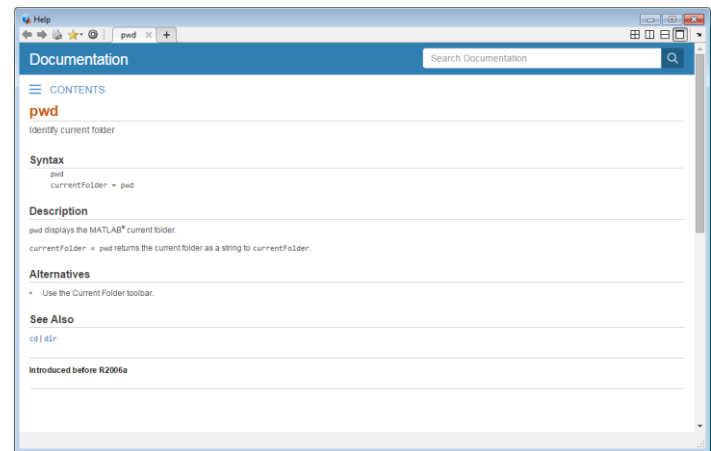 Help
pwd
Documentation
Search Documentation
CONTENTS
pwd
Identify current folder
Syntax
pwd
currentFolder = pwd
Description
pwd displays the MATLAB® current folder.
currentFolder = pwd returns the current folder as a string to currentFolder.
Alternatives
• Use the Current Folder toolbar.
See Also
cd | dir
Introduced before R2006a